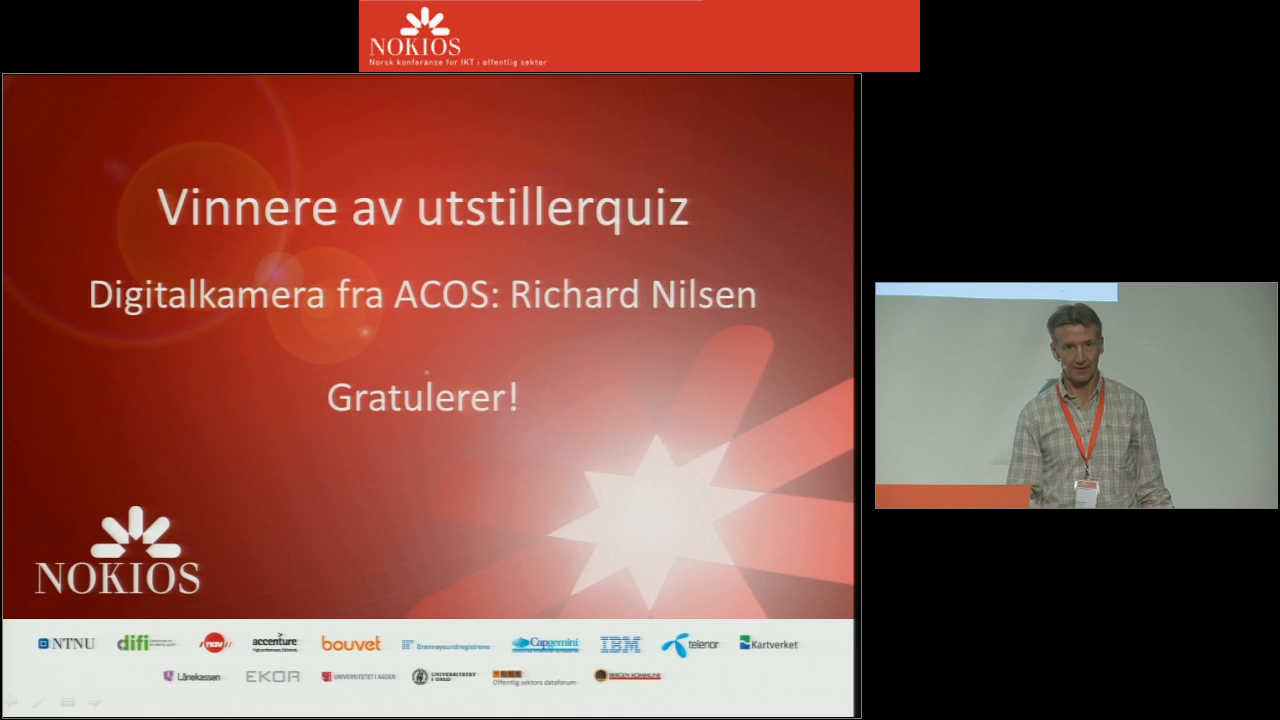 NOKIOS
Norsk konferanse for IKT i offentlig sektor
Vinnere av utstillerquiz
Digitalkamera fra ACOS: Richard Nilsen
Gratulerer!
NOKIOS
NTNU
difi
nav
accenture
bouvet
Brønnøysundregistrene
Capgemini
IBM
telenor
Kartverket
Lånekassen
EKOR
UNIVERSITETET I AGDER
UNIVERSITETET
I OSLO
Offentlig sektors dataforum
BERGEN KOMMUNE